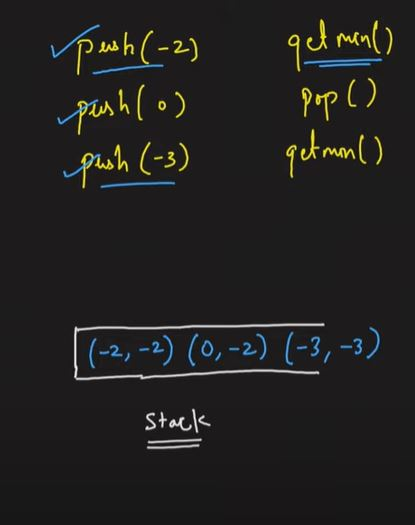 push(-2)
push(0)
push(-3)
getmin()
pop()
getmin()
(-2, -2) (0, -2) (-3, -3)
Stack